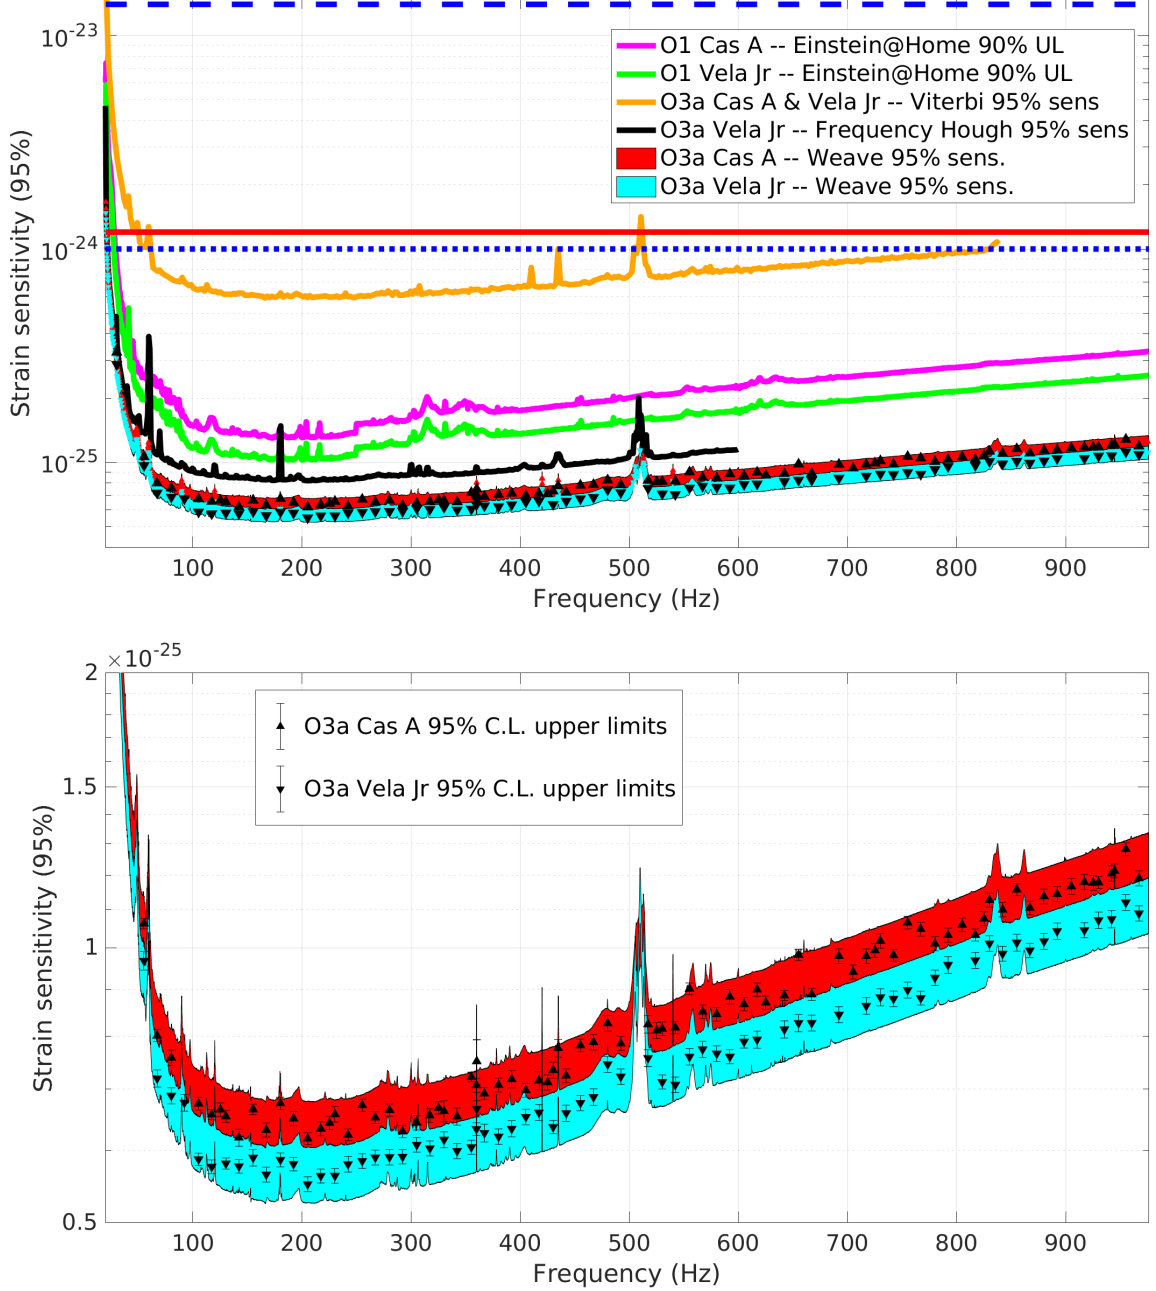 10-23
10-24
10-25
Strain sensitivity (95%)
O1 Cas A -- Einstein@Home 90% UL
O1 Vela Jr -- Einstein@Home 90% UL
O3a Cas A & Vela Jr -- Viterbi 95% sens
O3a Vela Jr -- Frequency Hough 95% sens
O3a Cas A -- Weave 95% sens.
O3a Vela Jr -- Weave 95% sens.
100 200 300 400 500 600 700 800 900
Frequency (Hz)
×10-25
2
1.5
1
0.5
Strain sensitivity (95%)
O3a Cas A 95% C.L. upper limits
O3a Vela Jr 95% C.L. upper limits
100 200 300 400 500 600 700 800 900
Frequency (Hz)